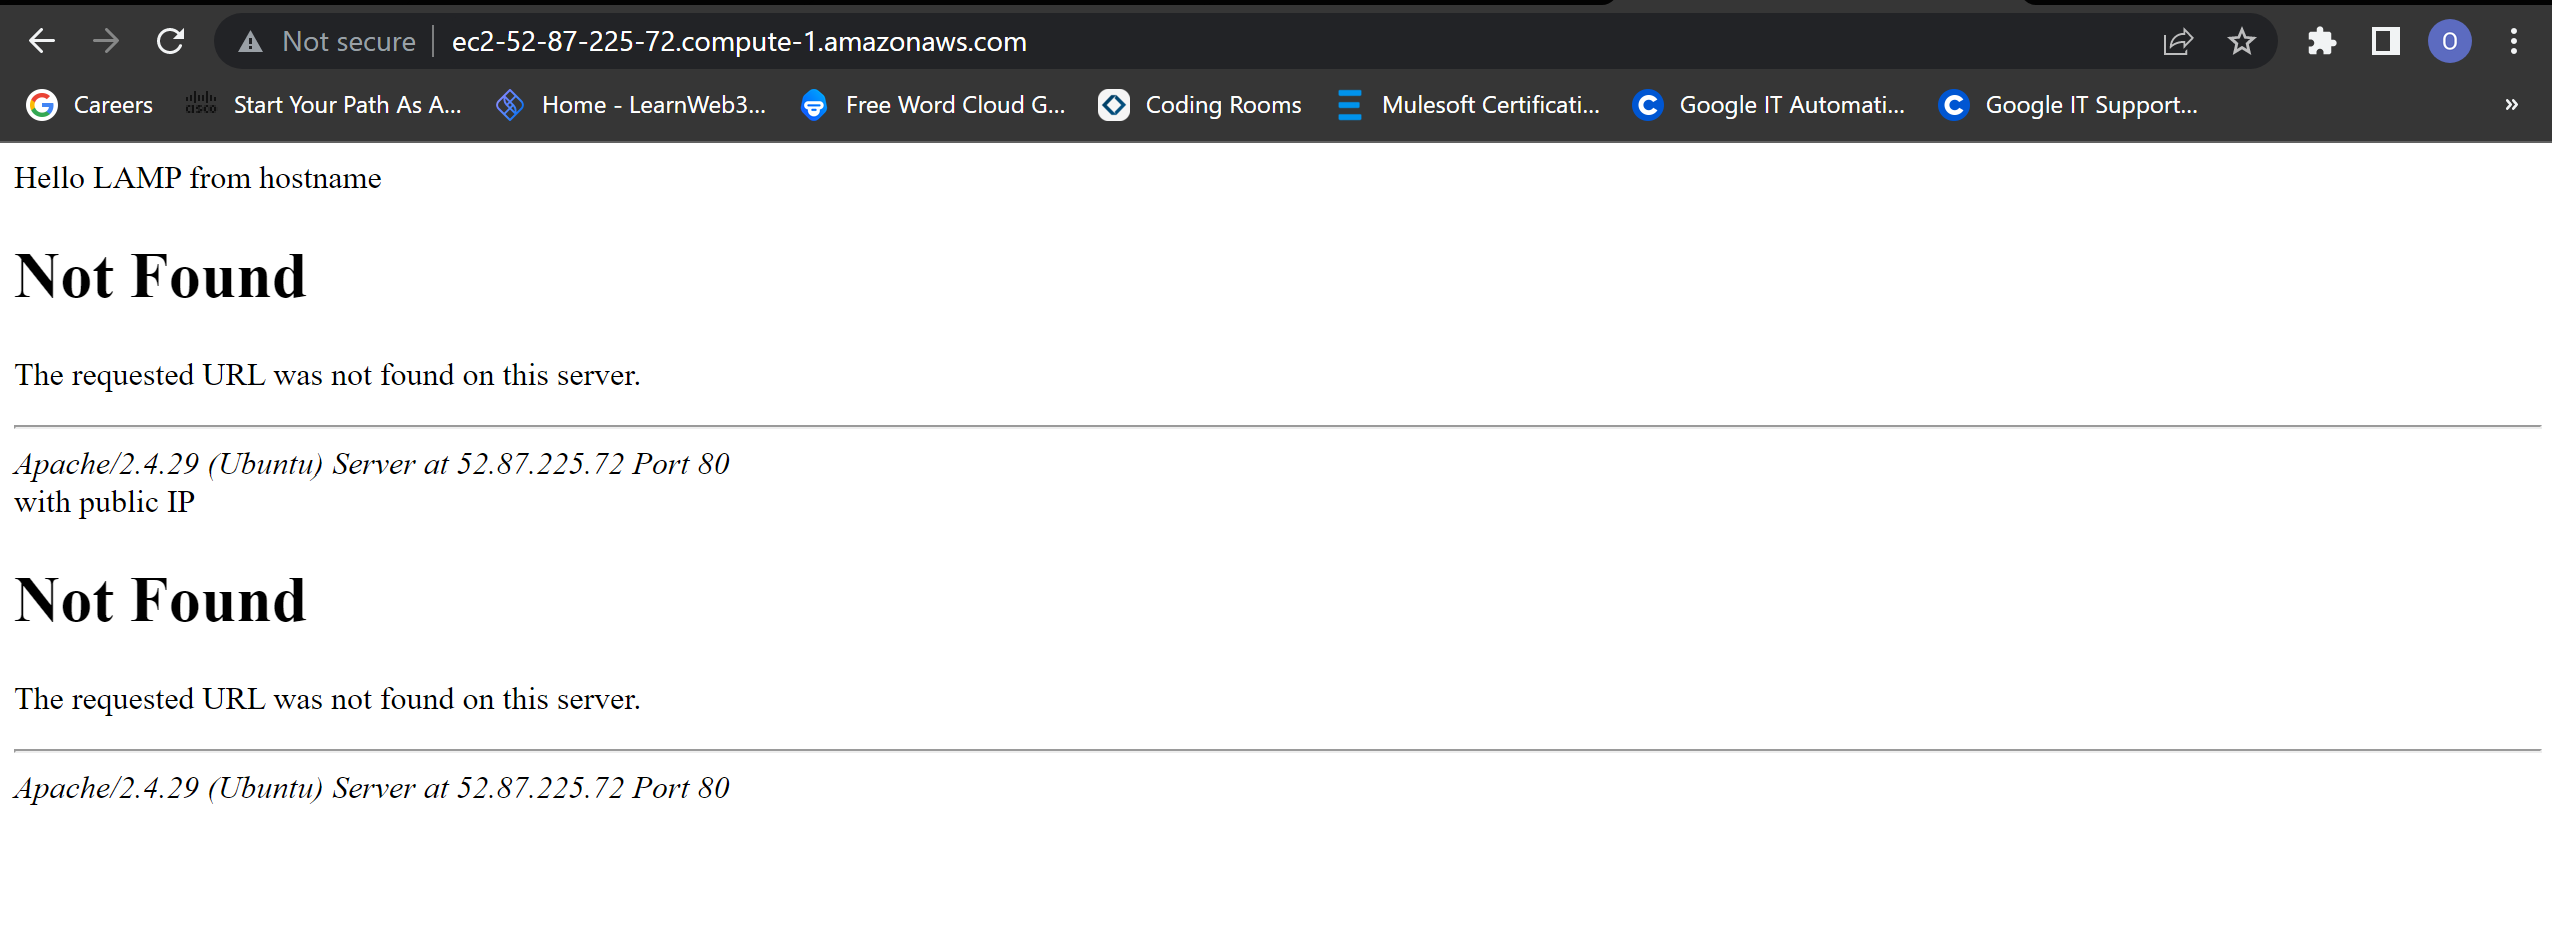 Not secure ec2-52-87-225-72.compute-1.amazonaws.com O
Careers cisco Start Your Path As A... Home - LearnWeb3... Free Word Cloud G... Coding Rooms Mulesoft Certificati... Google IT Automati... Google IT Support... »
Hello LAMP from hostname
Not Found
The requested URL was not found on this server.
Apache/2.4.29 (Ubuntu) Server at 52.87.225.72 Port 80
with public IP
Not Found
The requested URL was not found on this server.
Apache/2.4.29 (Ubuntu) Server at 52.87.225.72 Port 80